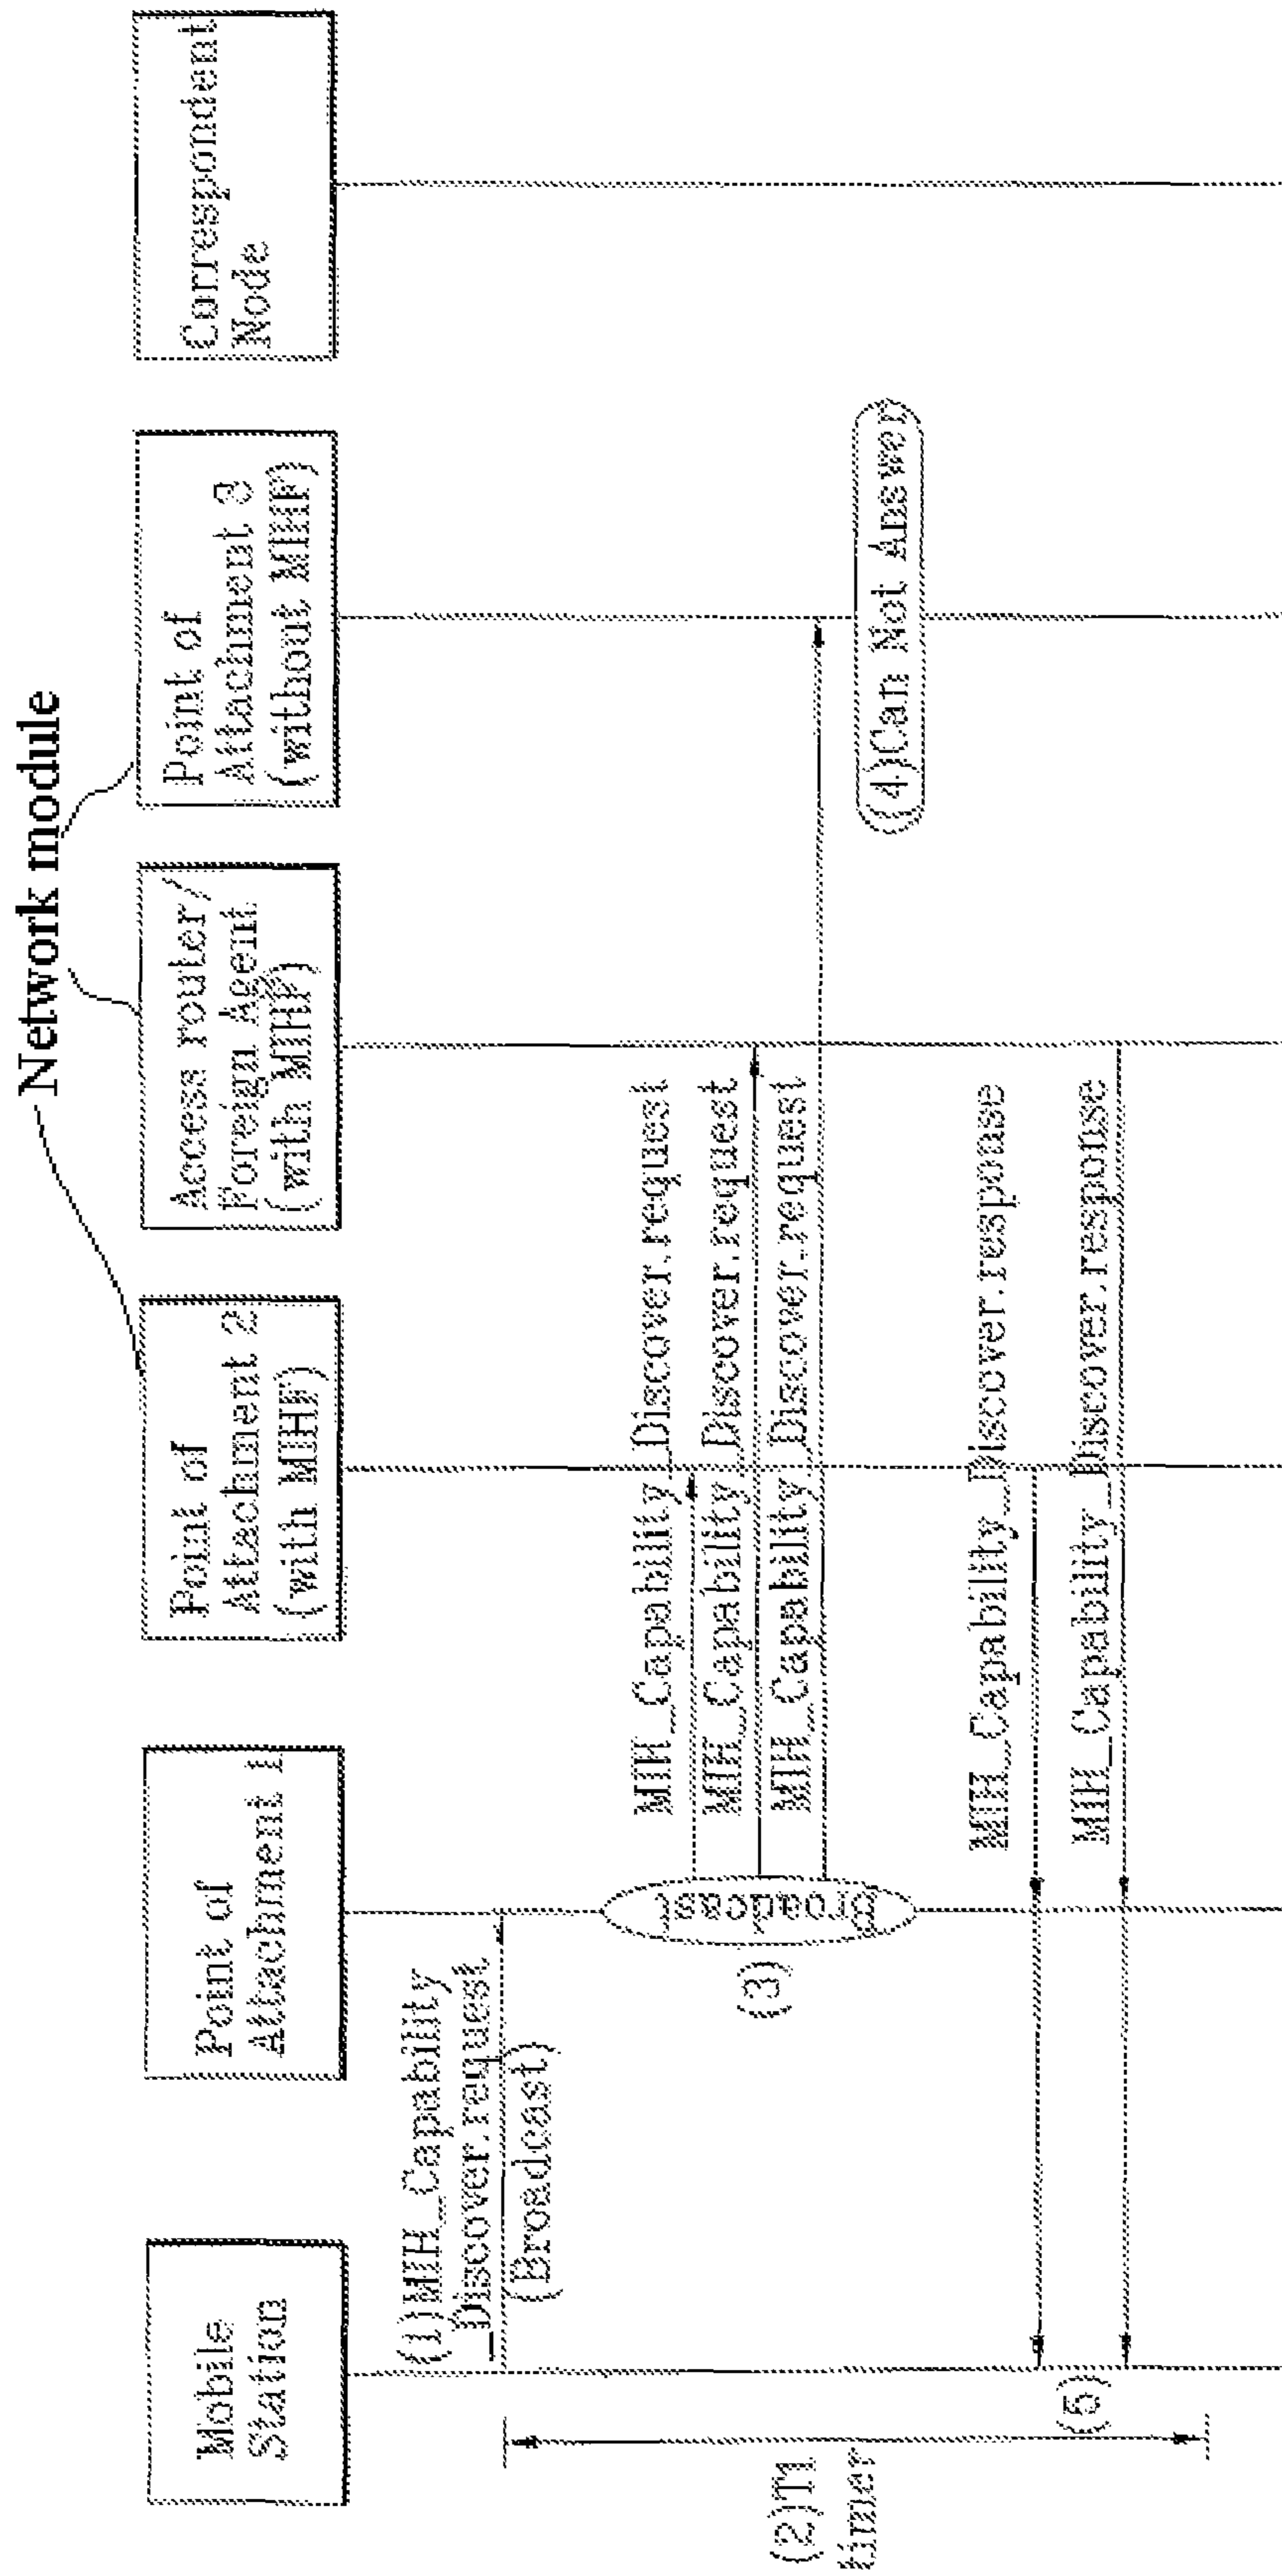 Network module
Mobile
Station
Point of
Attachment 1
Point of
Attachment 2
(with MIHF)
Access router/
Foreign Agent
(with MIHF)
Point of
Attachment 3
(without MIHF)
Correspondent
Node
(1)MIH_Capability
_Discover.request
(Broadcast)
(2)T1
timer
(3)
Broadcast
MIH_Capability_Discover.request
MIH_Capability_Discover.request
MIH_Capability_Discover.request
(4)Can Not Answer
MIH_Capability_Discover.response
MIH_Capability_Discover.response
(5)